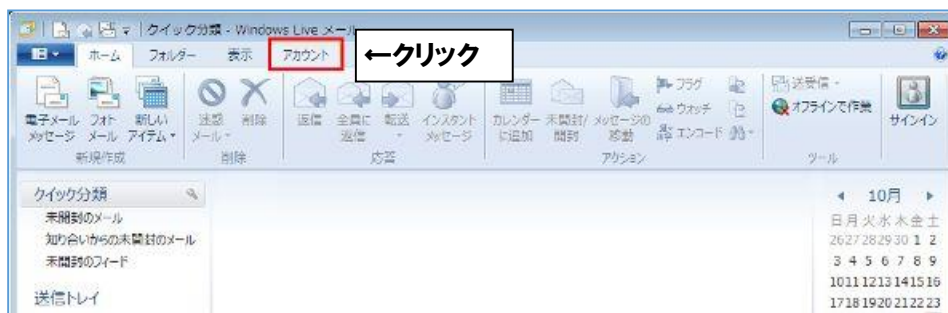 クイック分類 - Windows Live メール
ホーム フォルダー 表示 アカウント ←クリック
電子メール メッセージ フォト メール 新しい アイテム 迷惑 メール 削除 返信 全員に 返信 転送 インスタント メッセージ カレンダー に追加 未開封/ 開封 メッセージの 移動 フラグ ウォッチ エンコード 送受信 オフラインで作業 サインイン
新規作成 削除 応答 アクション ツール
クイック分類
未開封のメール
知り合いからの未開封のメール
未開封のフィード
送信トレイ
10月
日 月 火 水 木 金 土
26 27 28 29 30 1 2
3 4 5 6 7 8 9
10 11 12 13 14 15 16
17 18 19 20 21 22 23